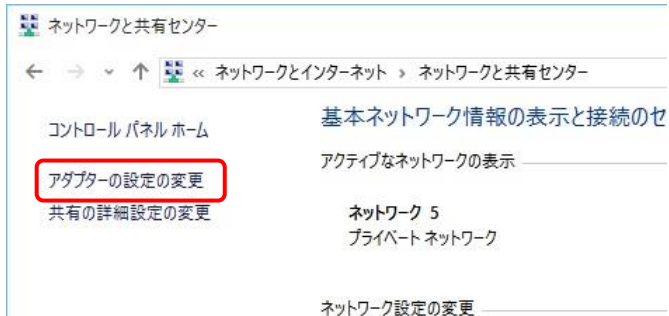 ネットワークと共有センター
← → ↑ « ネットワークとインターネット › ネットワークと共有センター
コントロール パネル ホーム
アダプターの設定の変更
共有の詳細設定の変更
基本ネットワーク情報の表示と接続のセ
アクティブなネットワークの表示
ネットワーク 5
プライベート ネットワーク
ネットワーク設定の変更